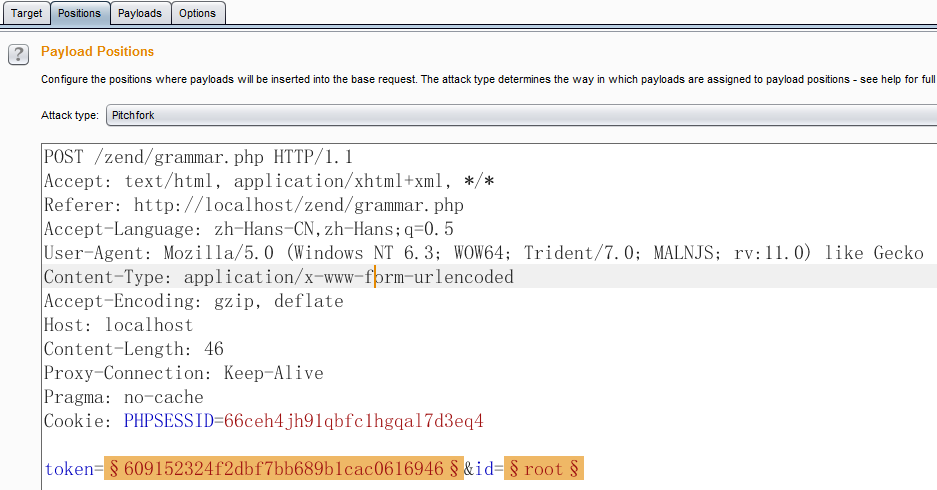 Target Positions Payloads Options
? Payload Positions
Configure the positions where payloads will be inserted into the base request. The attack type determines the way in which payloads are assigned to payload positions - see help for full
Attack type: Pitchfork
POST /zend/grammar.php HTTP/1.1
Accept: text/html, application/xhtml+xml, */*
Referer: http://localhost/zend/grammar.php
Accept-Language: zh-Hans-CN,zh-Hans;q=0.5
User-Agent: Mozilla/5.0 (Windows NT 6.3; WOW64; Trident/7.0; MALNJS; rv:11.0) like Gecko
Content-Type: application/x-www-form-urlencoded
Accept-Encoding: gzip, deflate
Host: localhost
Content-Length: 46
Proxy-Connection: Keep-Alive
Pragma: no-cache
Cookie: PHPSESSID=66ceh4jh91qbfc1hgqal7d3eq4
token=§609152324f2dbf7bb689b1cac0616946§&id=§root§